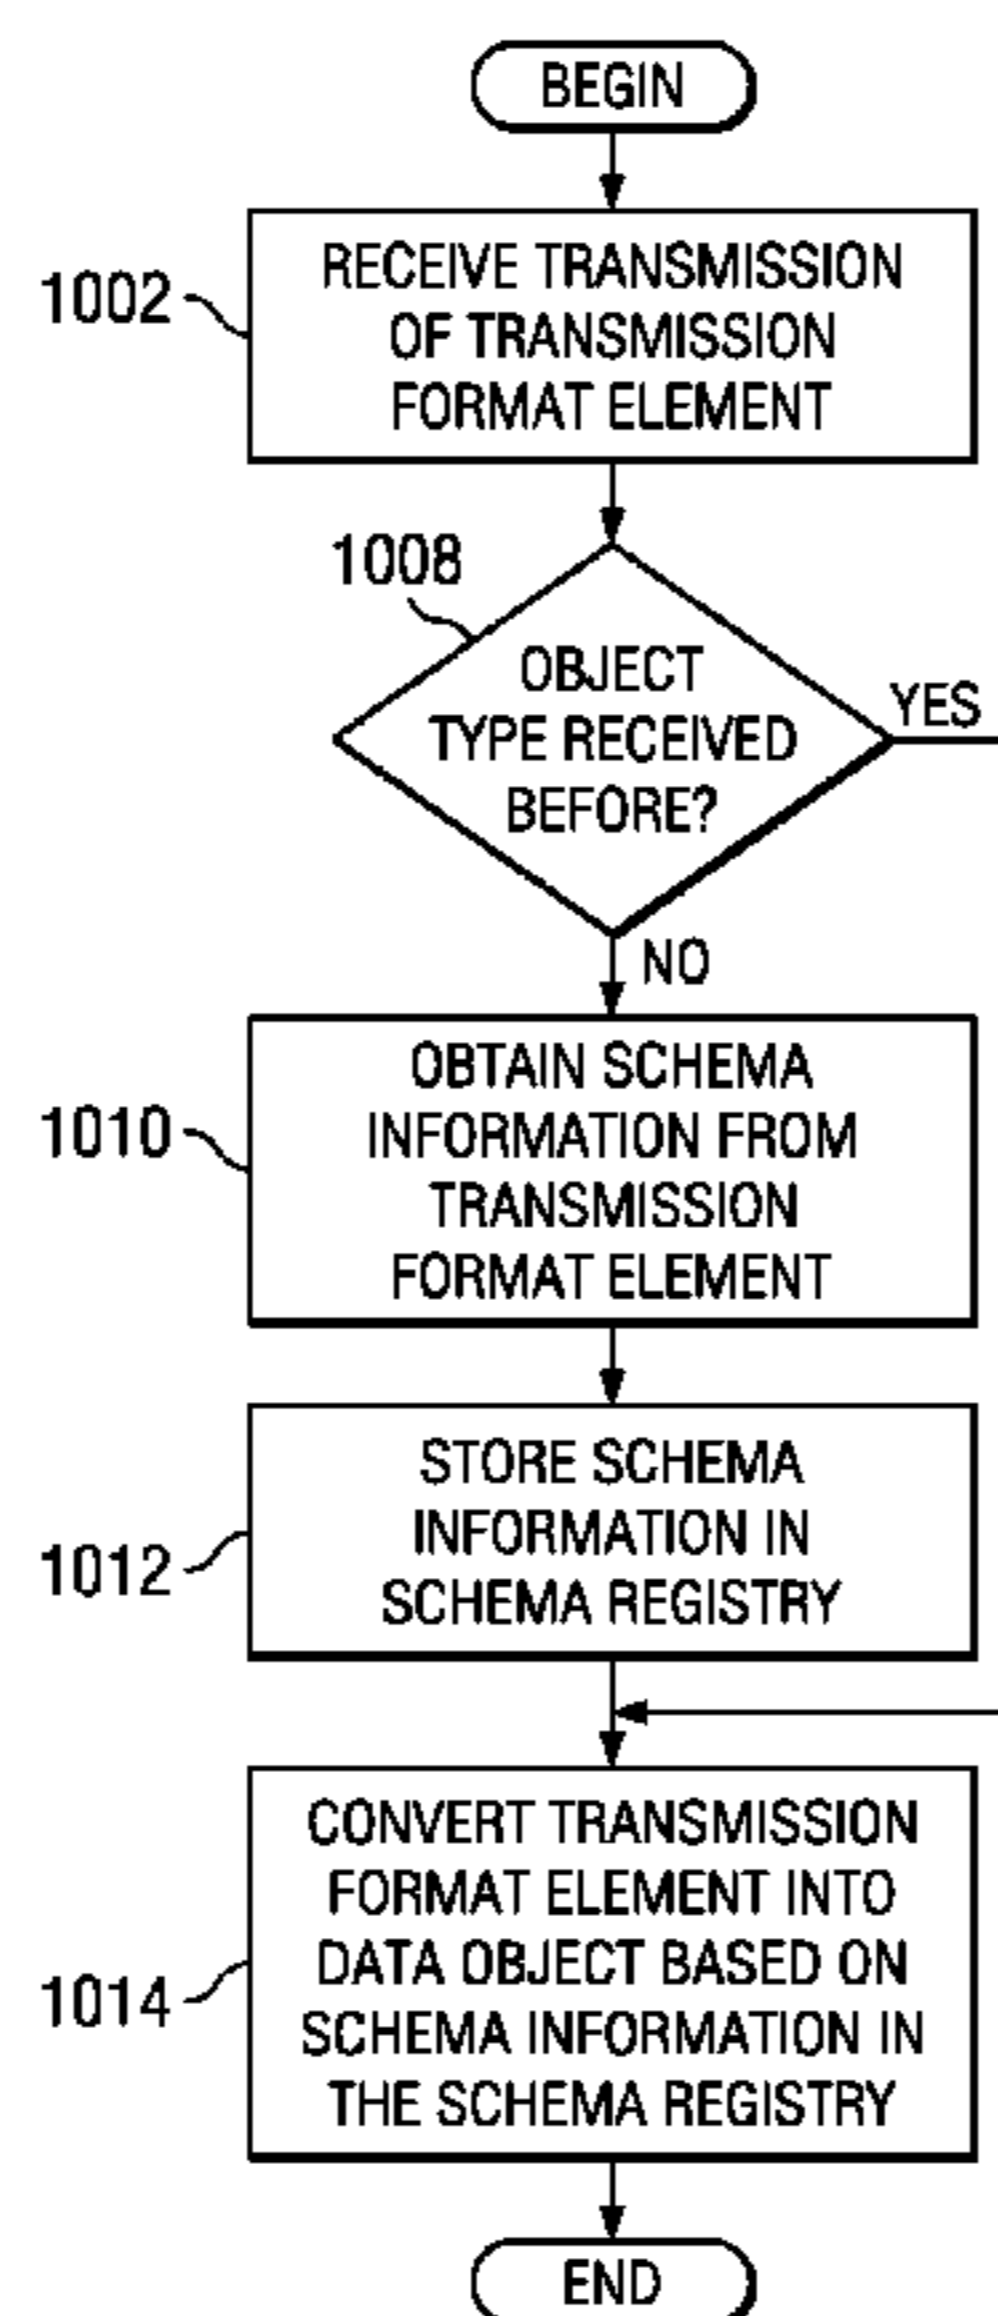 BEGIN
1002
RECEIVE TRANSMISSION
OF TRANSMISSION
FORMAT ELEMENT
1008
OBJECT
TYPE RECEIVED
BEFORE?
YES
NO
1010
OBTAIN SCHEMA
INFORMATION FROM
TRANSMISSION
FORMAT ELEMENT
1012
STORE SCHEMA
INFORMATION IN
SCHEMA REGISTRY
1014
CONVERT TRANSMISSION
FORMAT ELEMENT INTO
DATA OBJECT BASED ON
SCHEMA INFORMATION IN
THE SCHEMA REGISTRY
END